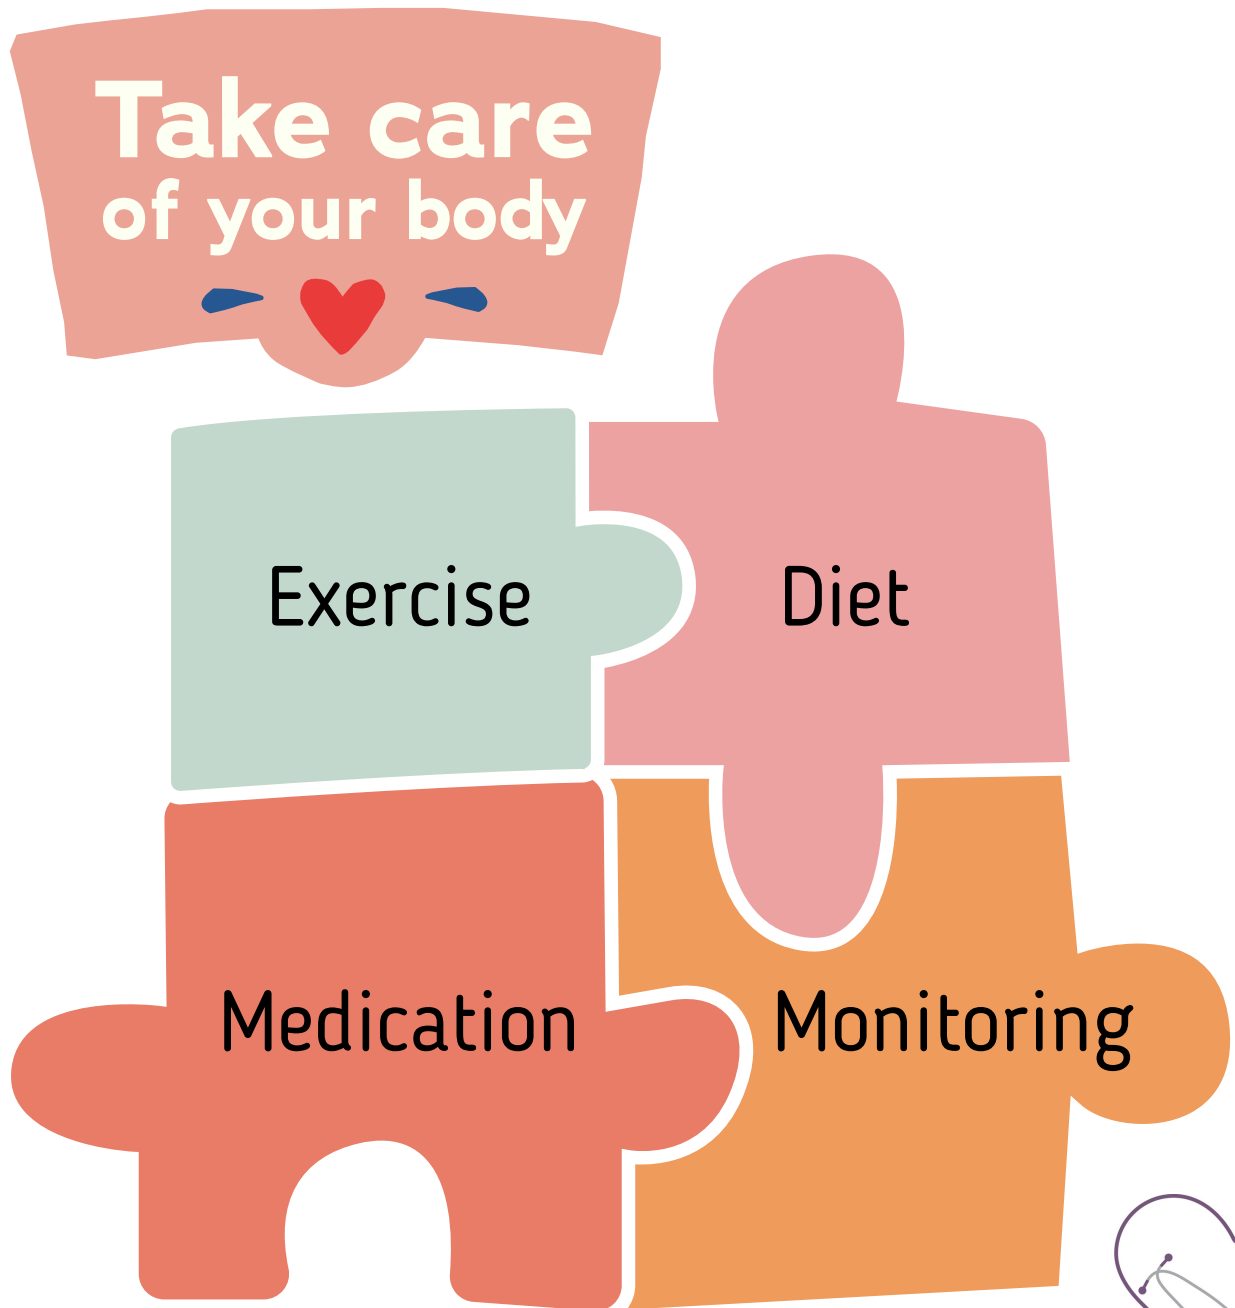 Take care
of your body
Exercise
Diet
Medication
Monitoring